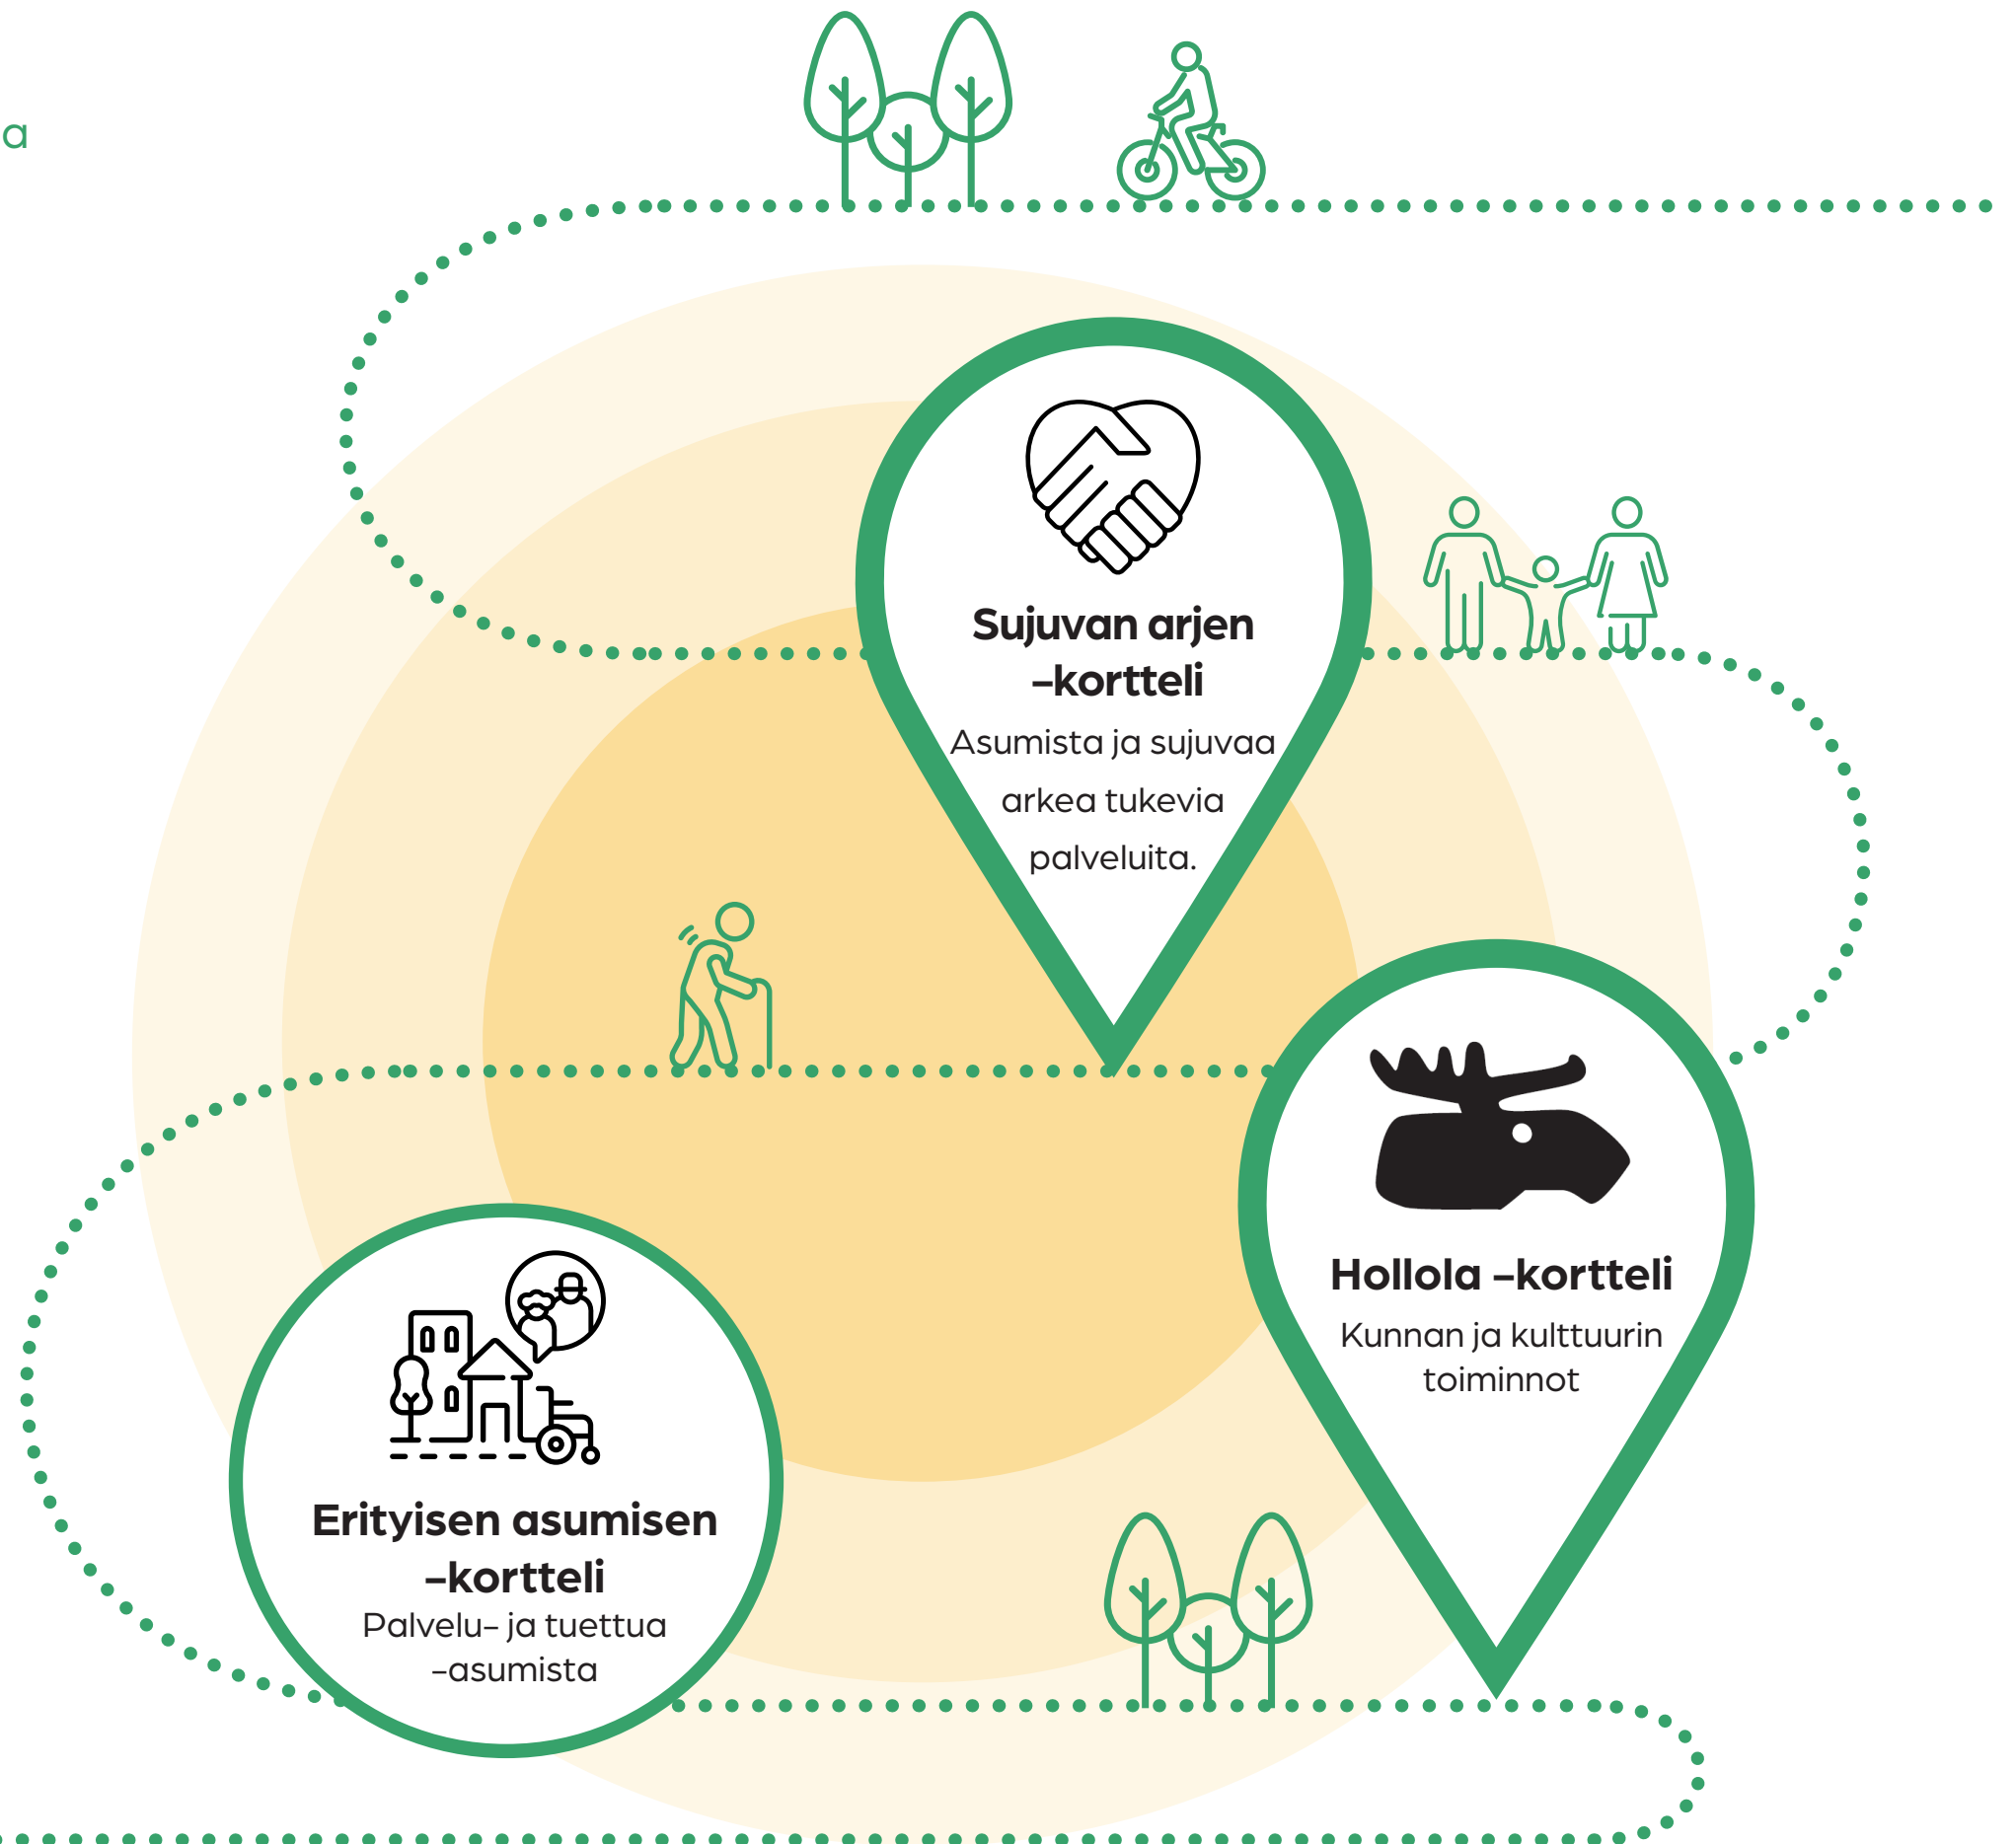 a
Sujuvan arjen
–kortteli
Asumista ja sujuvaa
arkea tukevia
palveluita.
Hollola –kortteli
Kunnan ja kulttuurin
toiminnot
Erityisen asumisen
–kortteli
Palvelu– ja tuettua
–asumista